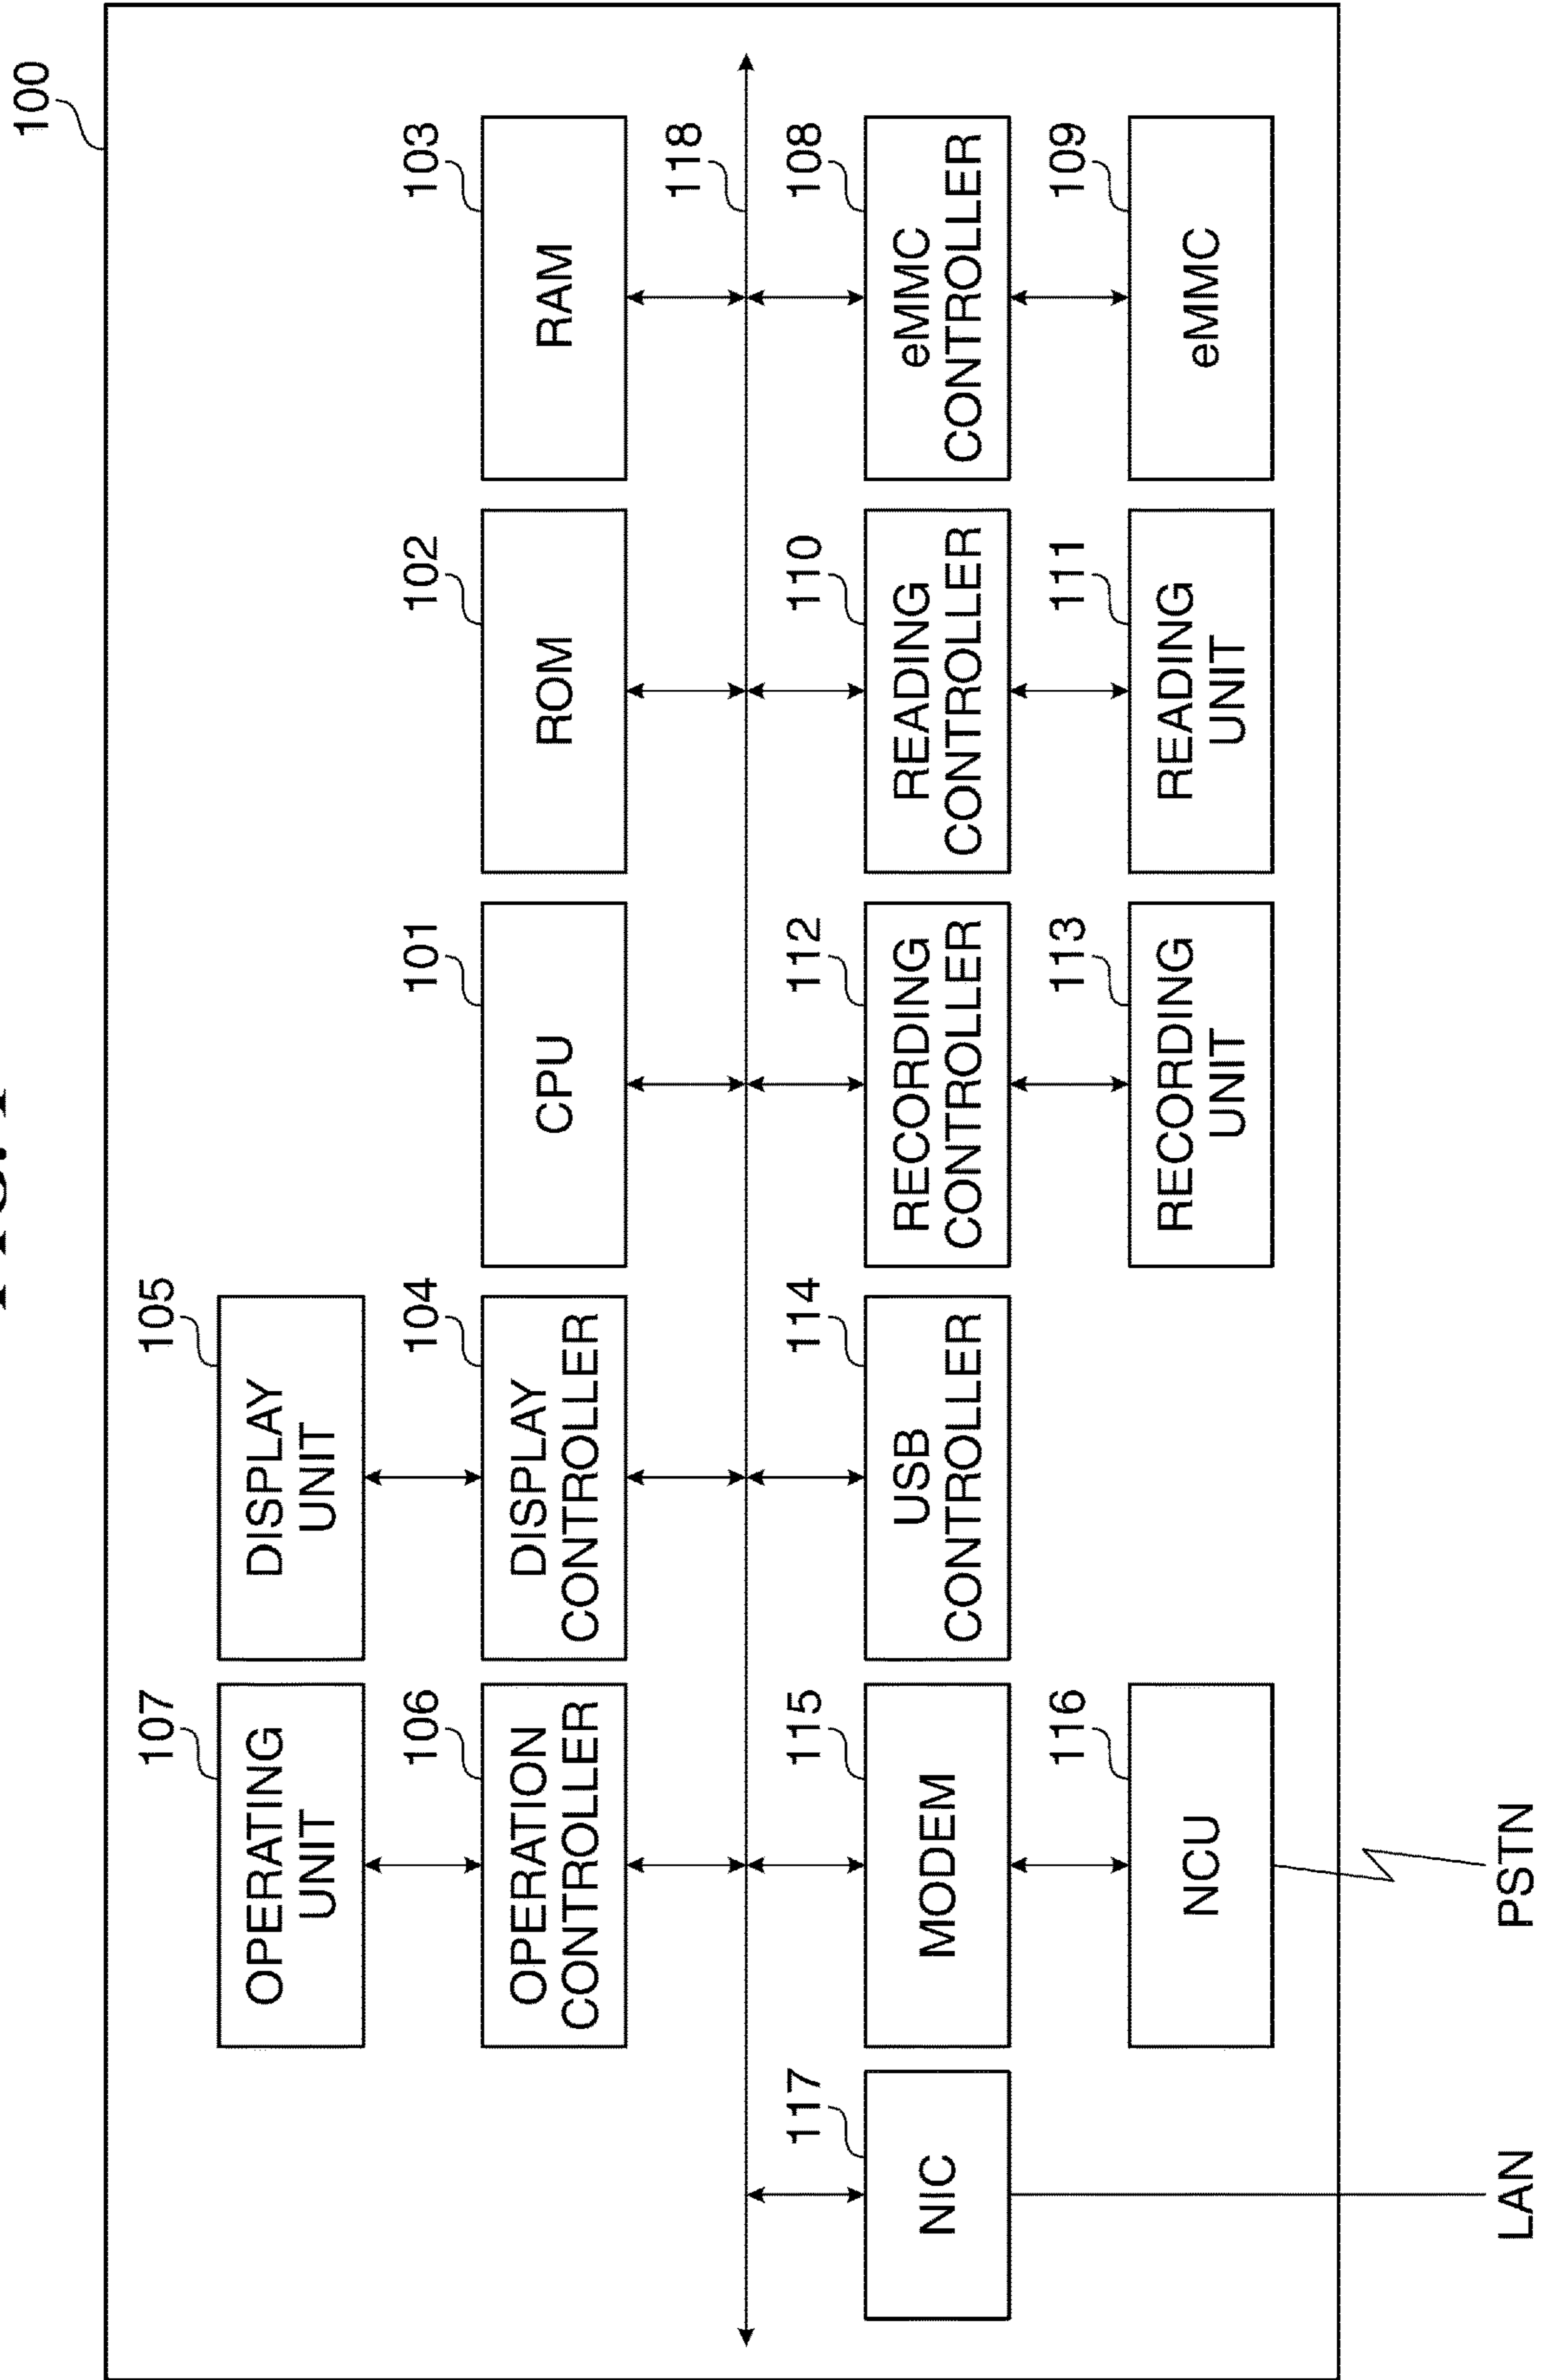 100
107
OPERATING
UNIT
105
DISPLAY
UNIT
106
OPERATION
CONTROLLER
104
DISPLAY
CONTROLLER
101
CPU
102
ROM
103
RAM
118
117
NIC
115
MODEM
114
USB
CONTROLLER
112
RECORDING
CONTROLLER
110
READING
CONTROLLER
108
eMMC
CONTROLLER
116
NCU
113
RECORDING
UNIT
111
READING
UNIT
109
eMMC
LAN
PSTN